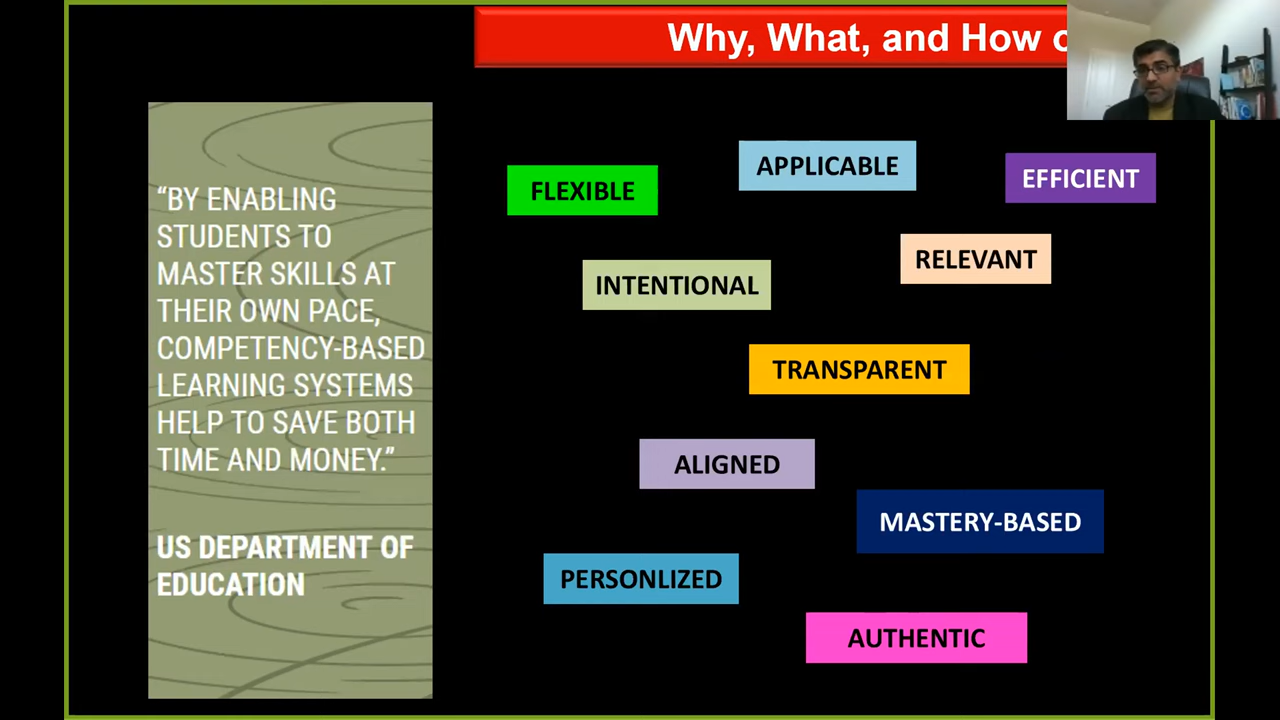 Why, What, and How o
“BY ENABLING
STUDENTS TO
MASTER SKILLS AT
THEIR OWN PACE,
COMPETENCY-BASED
LEARNING SYSTEMS
HELP TO SAVE BOTH
TIME AND MONEY.”
US DEPARTMENT OF
EDUCATION
FLEXIBLE
APPLICABLE
EFFICIENT
INTENTIONAL
RELEVANT
TRANSPARENT
ALIGNED
MASTERY-BASED
PERSONLIZED
AUTHENTIC